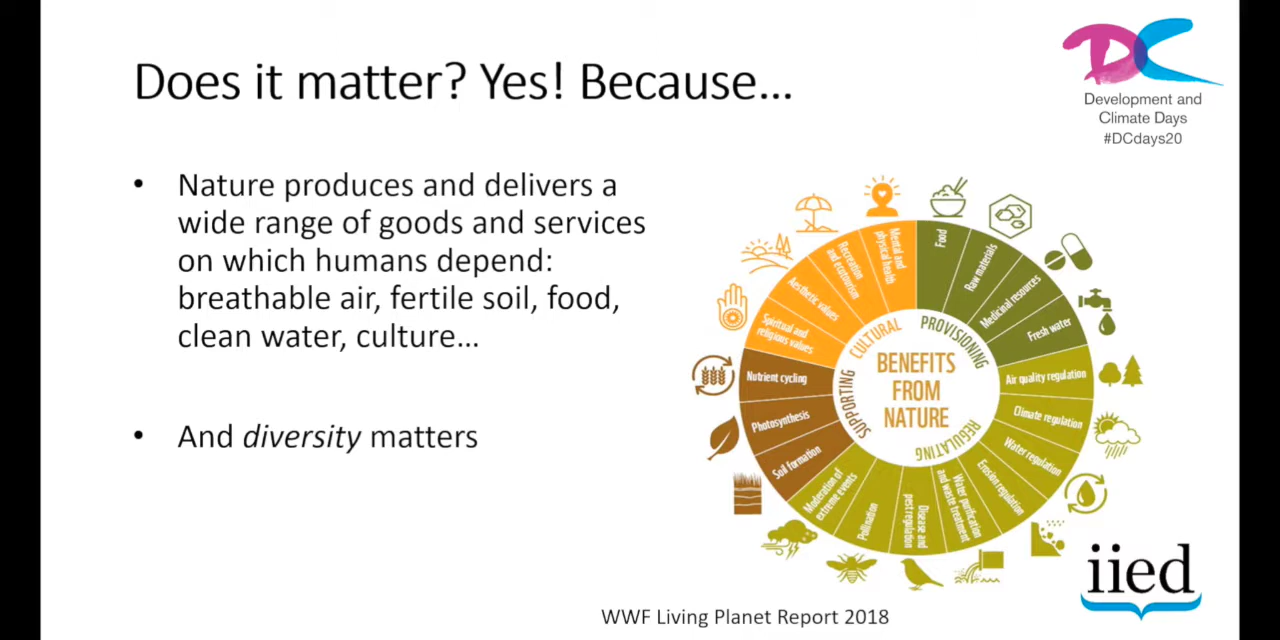 Does it matter? Yes! Because...
Development and
Climate Days
#DCdays20
• Nature produces and delivers a
wide range of goods and services
on which humans depend:
breathable air, fertile soil, food,
clean water, culture...
• And diversity matters
BENEFITS
FROM
NATURE
PROVISIONING
Food
Raw materials
Medicinal resources
Fresh water
REGULATING
Air quality regulation
Climate regulation
Water regulation
Erosion regulation
Water purification
and waste treatment
Disease and
pest regulation
Pollination
Moderation of
extreme events
SUPPORTING
Soil formation
Photosynthesis
Nutrient cycling
CULTURAL
Spiritual and
religious values
Aesthetic values
Recreation
and ecotourism
Mental and
physical health
WWF Living Planet Report 2018
DC
iied